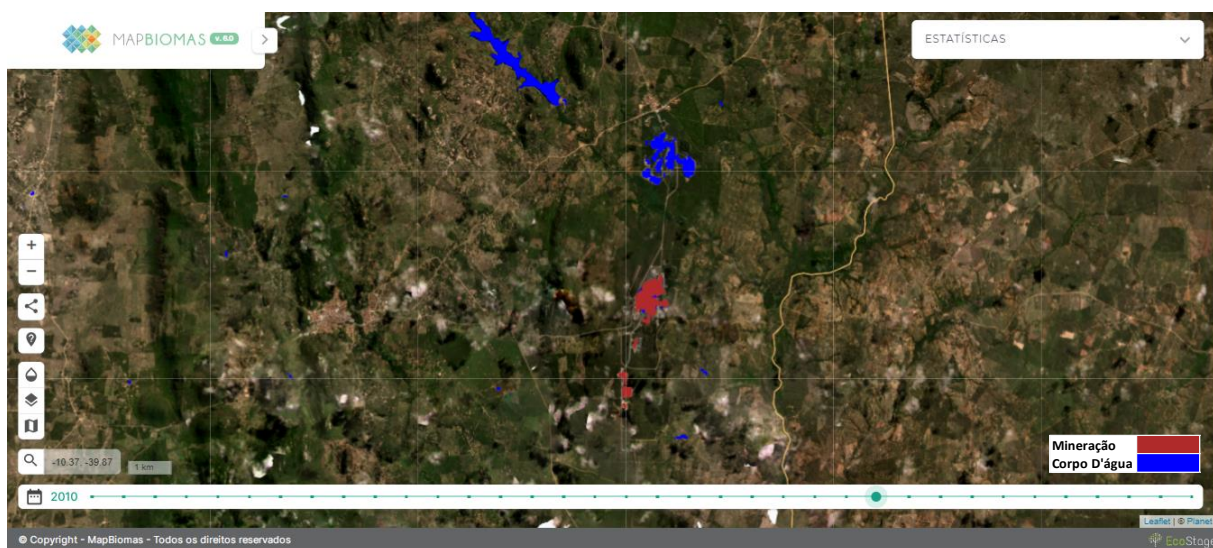 MAPBIOMAS v. 6.0
ESTATÍSTICAS
-10.37, -39.87
1 km
Mineração
Corpo D'água
2010
Leaflet | © Planet
© Copyright - MapBiomas - Todos os direitos reservados
EcoStage